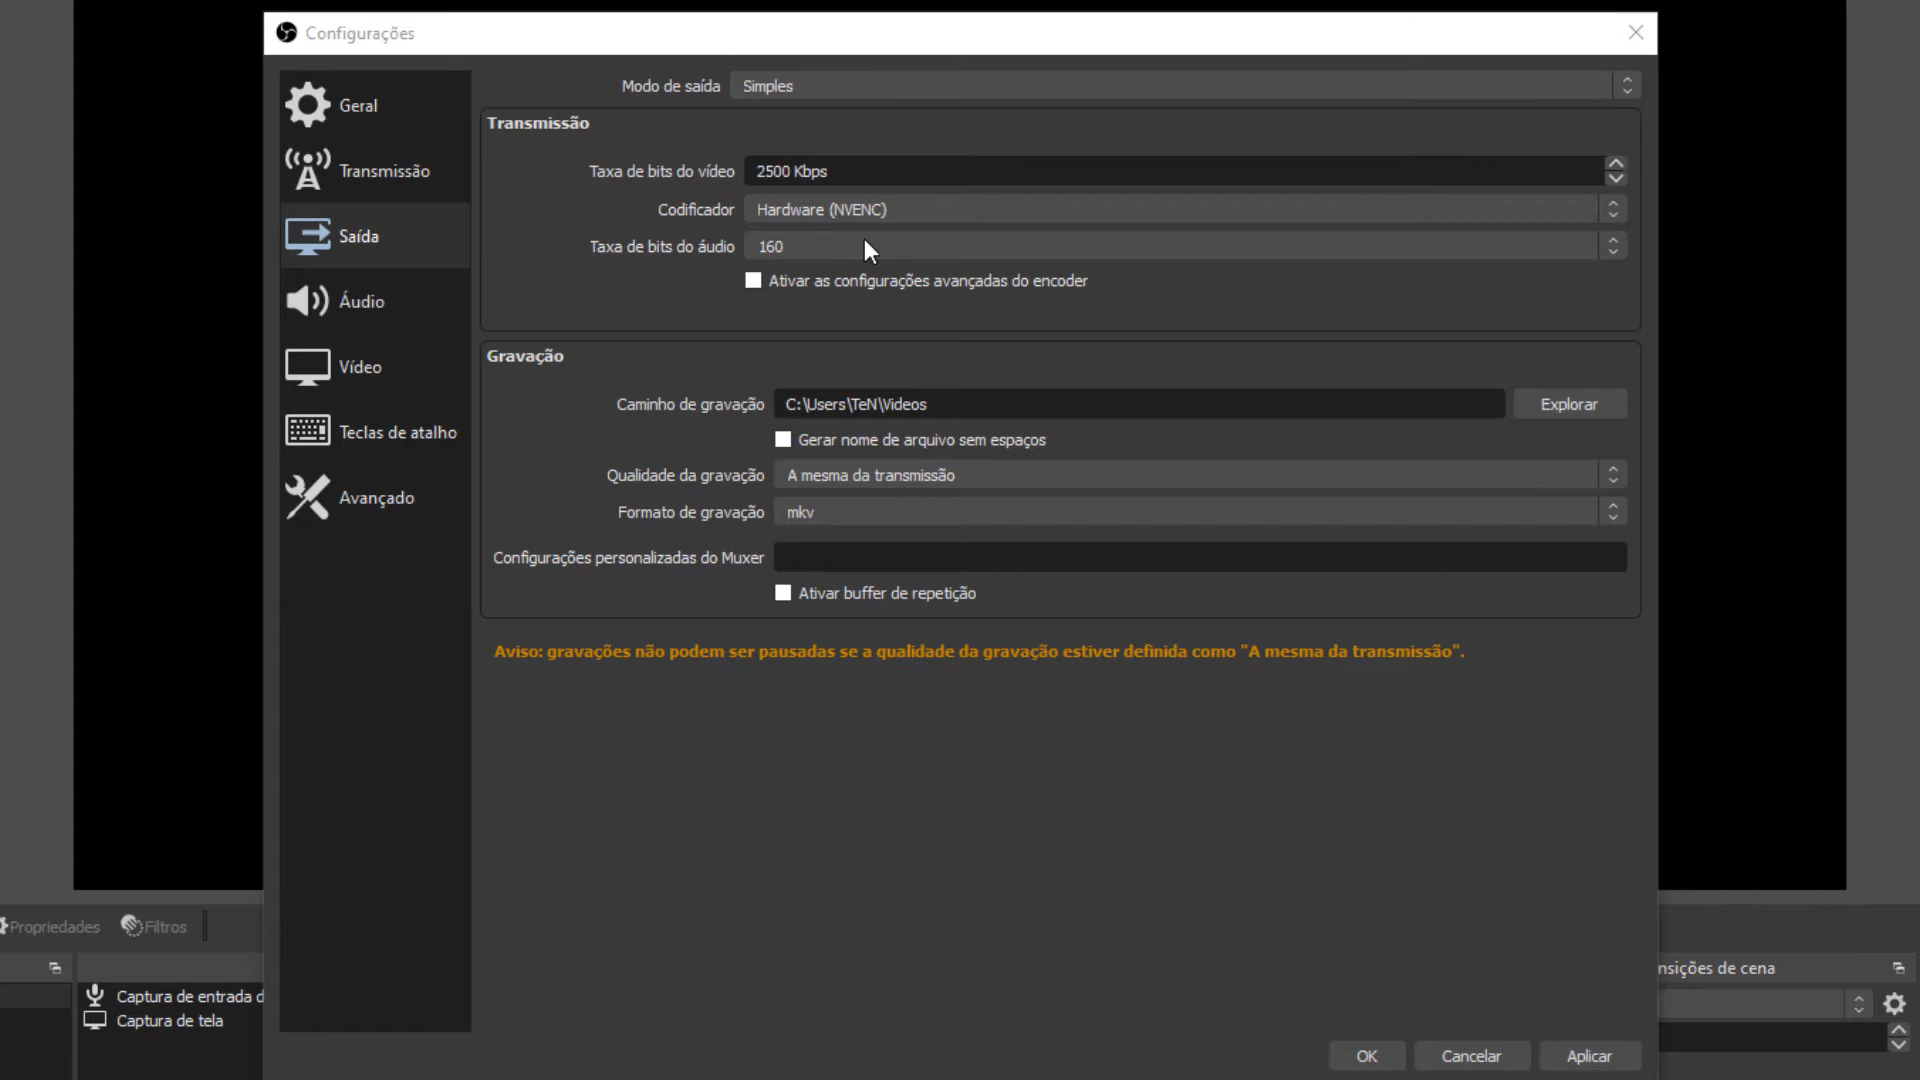 Configurações
Geral
Transmissão
Saída
Áudio
Vídeo
Teclas de atalho
Avançado
Modo de saída Simples
Transmissão
Taxa de bits do vídeo 2500 Kbps
Codificador Hardware (NVENC)
Taxa de bits do áudio 160
Ativar as configurações avançadas do encoder
Gravação
Caminho de gravação C:\Users\TeN\Videos Explorar
Gerar nome de arquivo sem espaços
Qualidade da gravação A mesma da transmissão
Formato de gravação mkv
Configurações personalizadas do Muxer
Ativar buffer de repetição
Aviso: gravações não podem ser pausadas se a qualidade da gravação estiver definida como "A mesma da transmissão".
Propriedades Filtros
Captura de entrada d
Captura de tela
nsições de cena
OK Cancelar Aplicar